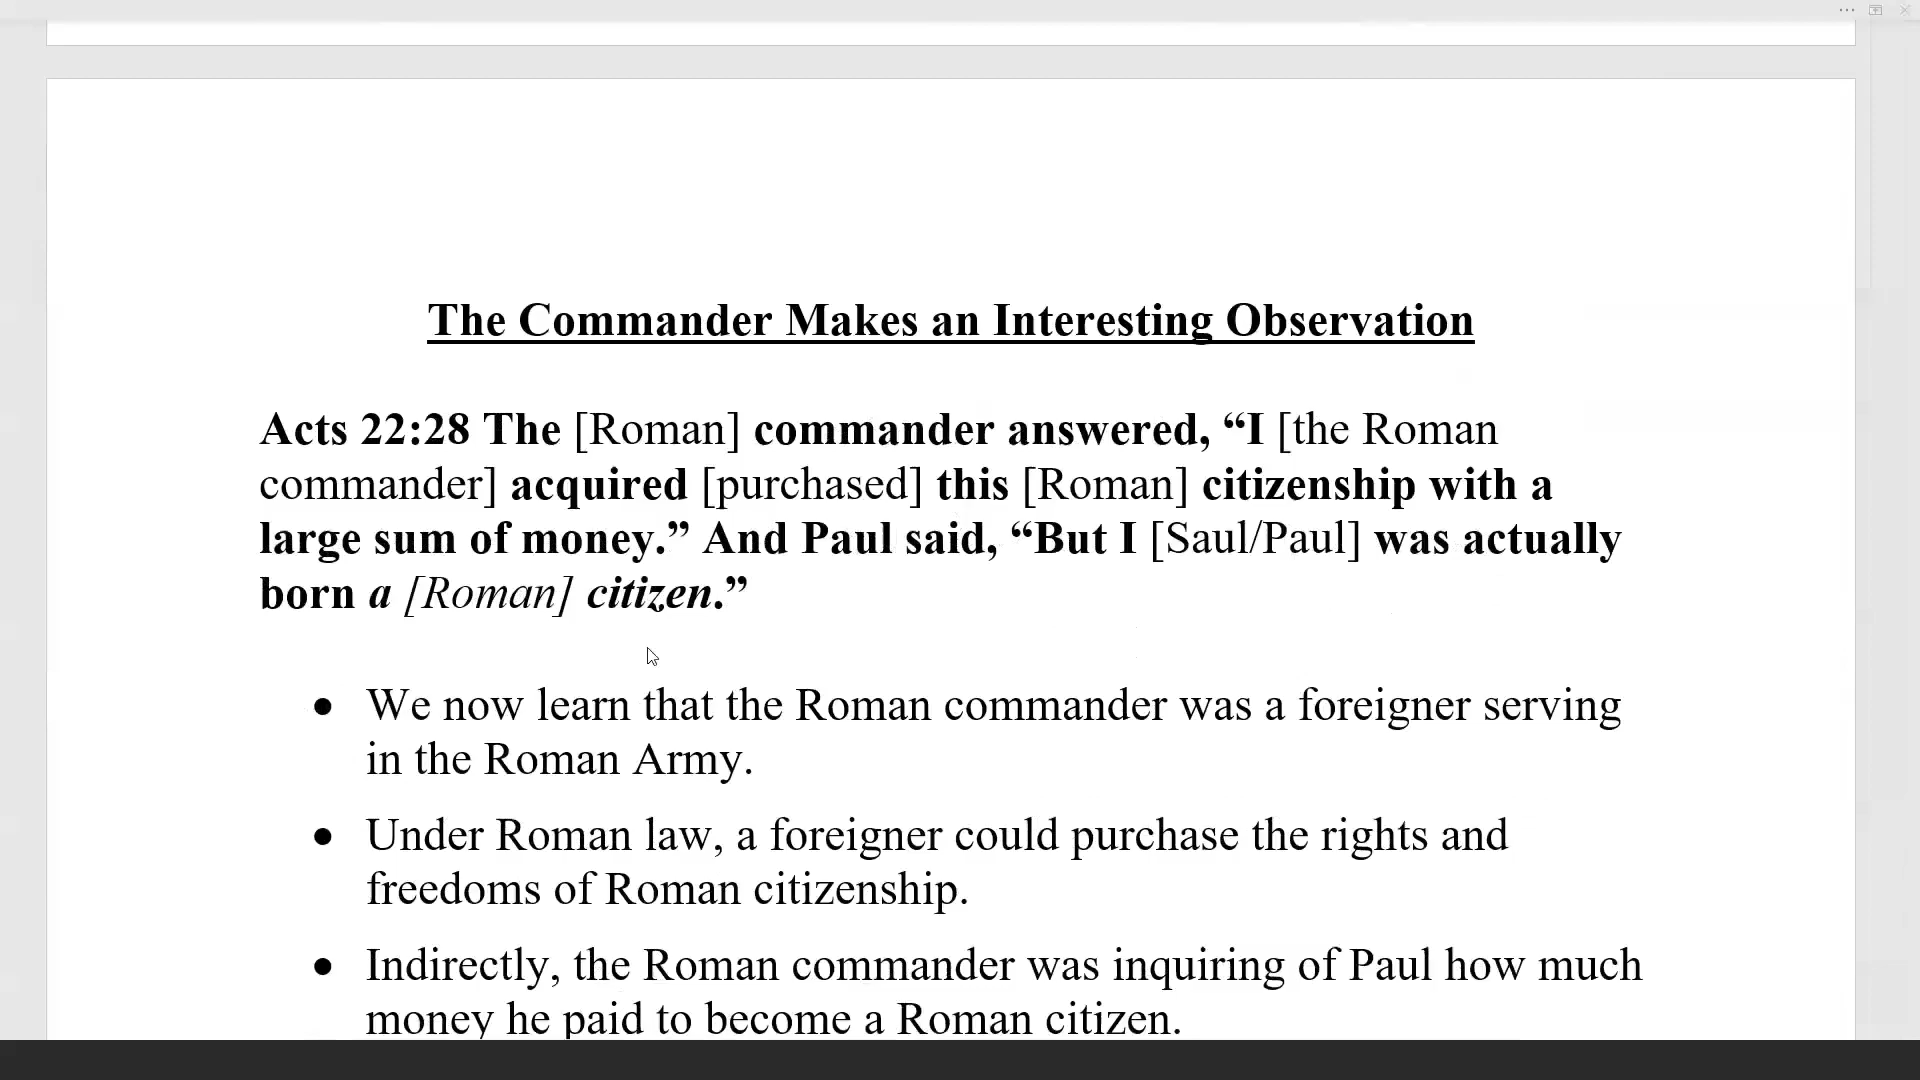 The Commander Makes an Interesting Observation
Acts 22:28 The [Roman] commander answered, “I [the Roman
commander] acquired [purchased] this [Roman] citizenship with a
large sum of money.” And Paul said, “But I [Saul/Paul] was actually
born a [Roman] citizen.”
• We now learn that the Roman commander was a foreigner serving
in the Roman Army.
• Under Roman law, a foreigner could purchase the rights and
freedoms of Roman citizenship.
• Indirectly, the Roman commander was inquiring of Paul how much
money he paid to become a Roman citizen.